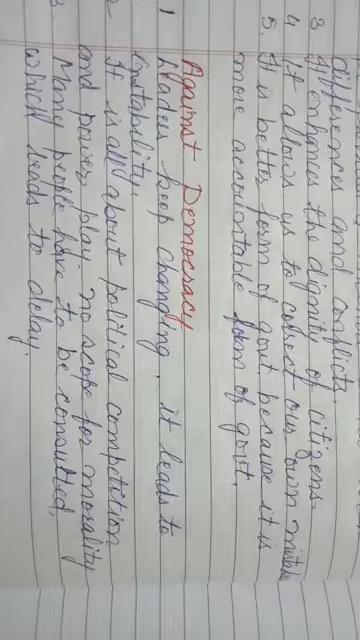 differences and conflicts.
3 It enhances the dignity of citizens
4 It allows us to correct our own mistake
5. It is better form of govt. because it is
more accountable form of govt.
Against Democracy
1 Leaders keep changing, it leads to
instability.
2 It is all about political competition
and power play. no scope for morality
3. Many people have to be consulted,
which leads to delay.